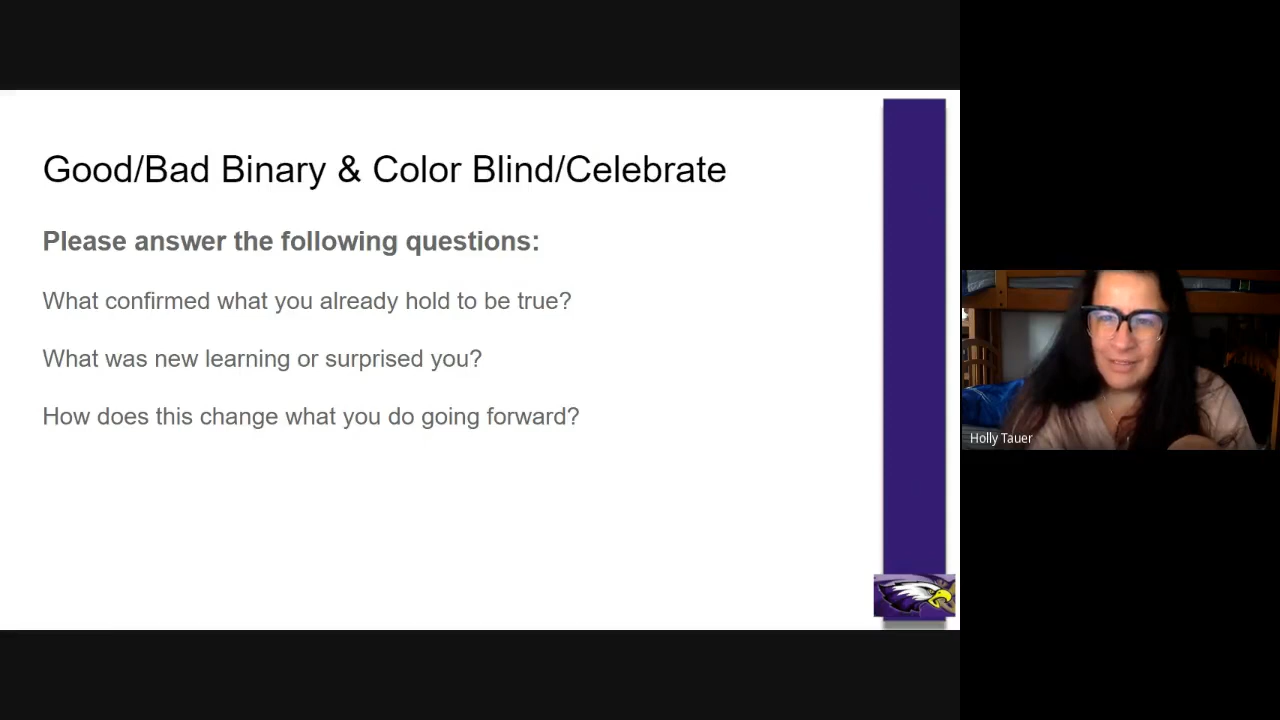 Good/Bad Binary & Color Blind/Celebrate
Please answer the following questions:
What confirmed what you already hold to be true?
What was new learning or surprised you?
How does this change what you do going forward?
Holly Tauer